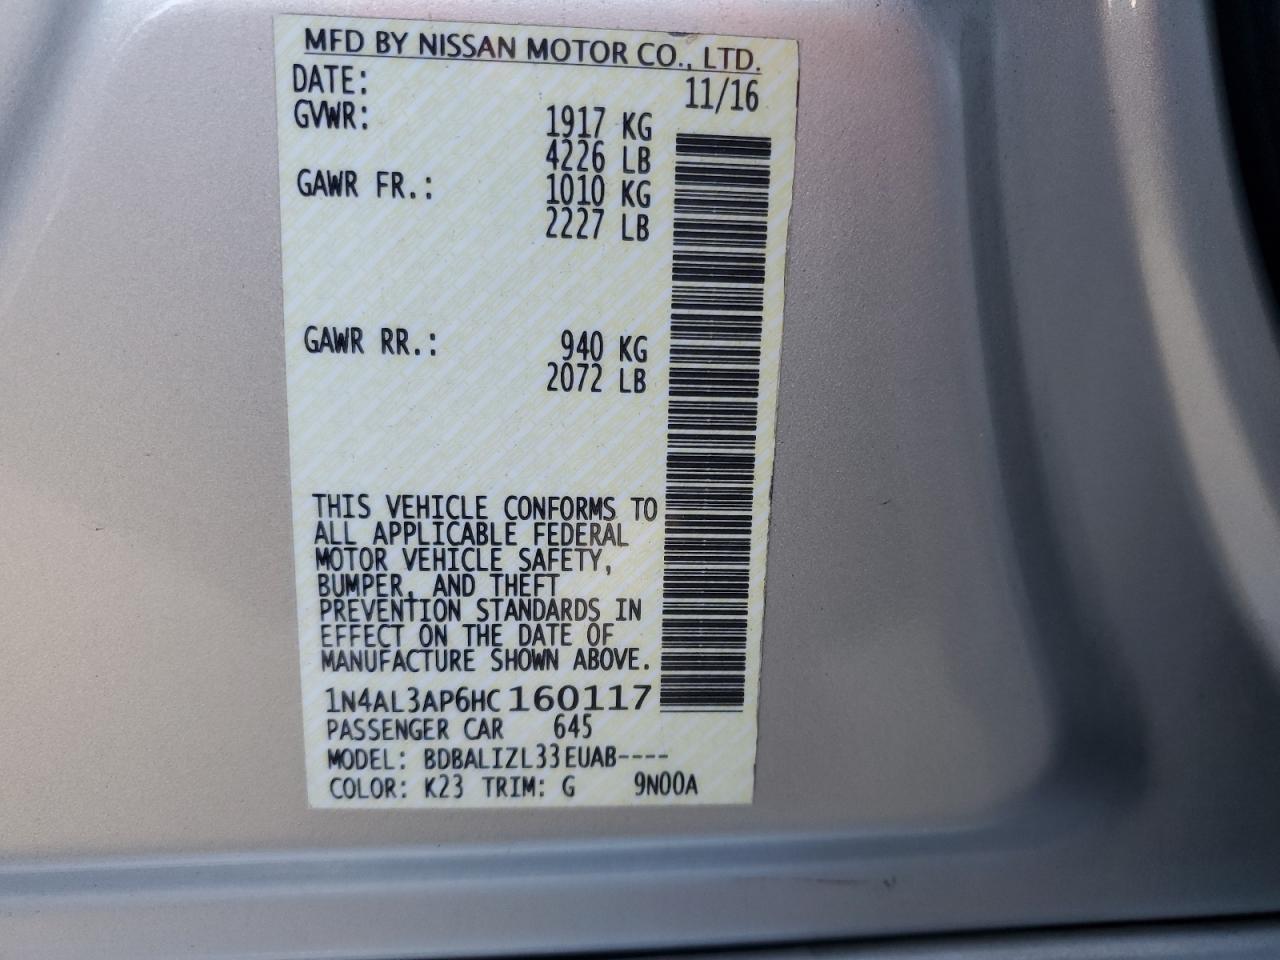 MFD BY NISSAN MOTOR CO., LTD.
DATE: 11/16
GVWR: 1917 KG
4226 LB
GAWR FR.: 1010 KG
2227 LB
GAWR RR.: 940 KG
2072 LB
THIS VEHICLE CONFORMS TO
ALL APPLICABLE FEDERAL
MOTOR VEHICLE SAFETY,
BUMPER, AND THEFT
PREVENTION STANDARDS IN
EFFECT ON THE DATE OF
MANUFACTURE SHOWN ABOVE.
1N4AL3AP6HC160117
PASSENGER CAR 645
MODEL: BDBALIZL33EUAB----
COLOR: K23 TRIM: G 9N00A